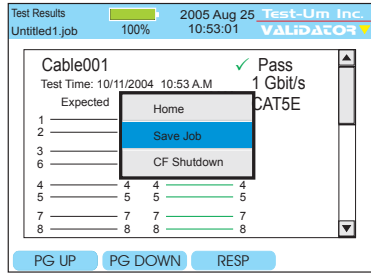 Test Results 2005 Aug 25 Test-Um Inc.
Untitled1.job 100% 10:53:01 VALIDATOR
Cable001 ✓ Pass
Test Time: 10/11/2004 10:53 A.M 1 Gbit/s
Expected CAT5E
Home
Save Job
CF Shutdown
1
2
3
6
4 4 4 4
5 5 5 5
7 7 7 7
8 8 8 8
PG UP PG DOWN RESP